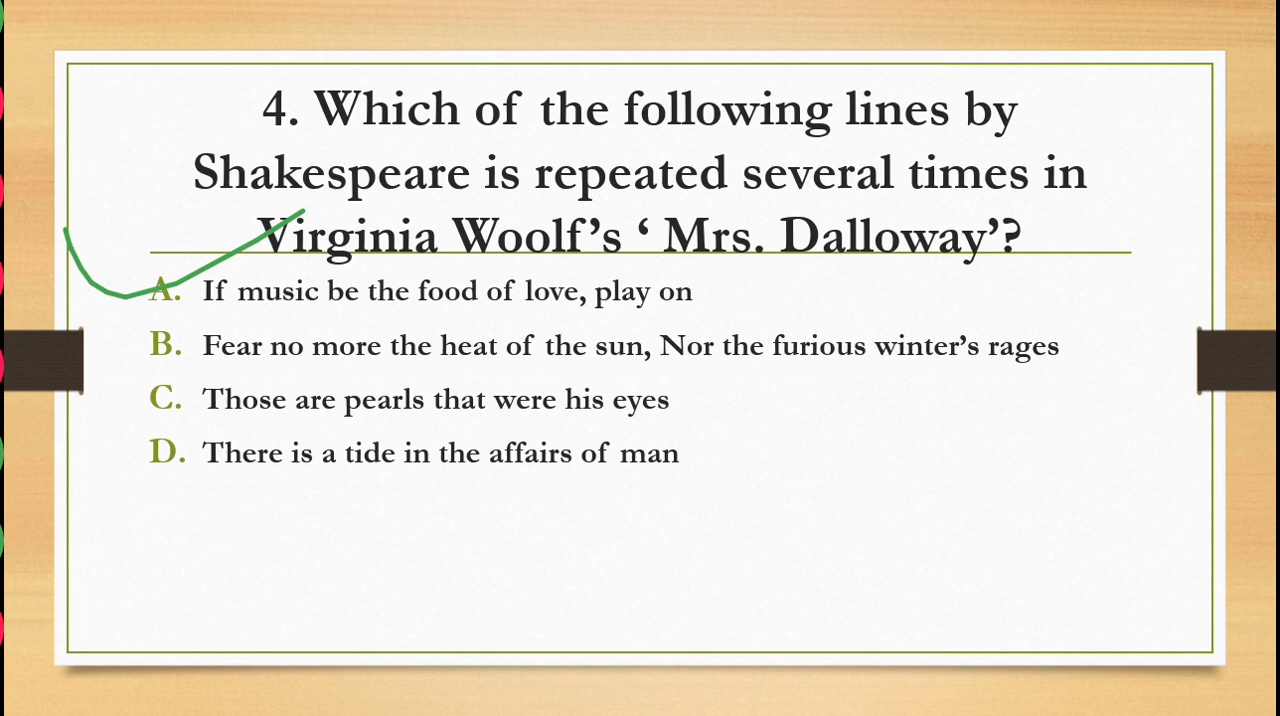 4. Which of the following lines by
Shakespeare is repeated several times in
Virginia Woolf’s ‘ Mrs. Dalloway’?
A. If music be the food of love, play on
B. Fear no more the heat of the sun, Nor the furious winter’s rages
C. Those are pearls that were his eyes
D. There is a tide in the affairs of man